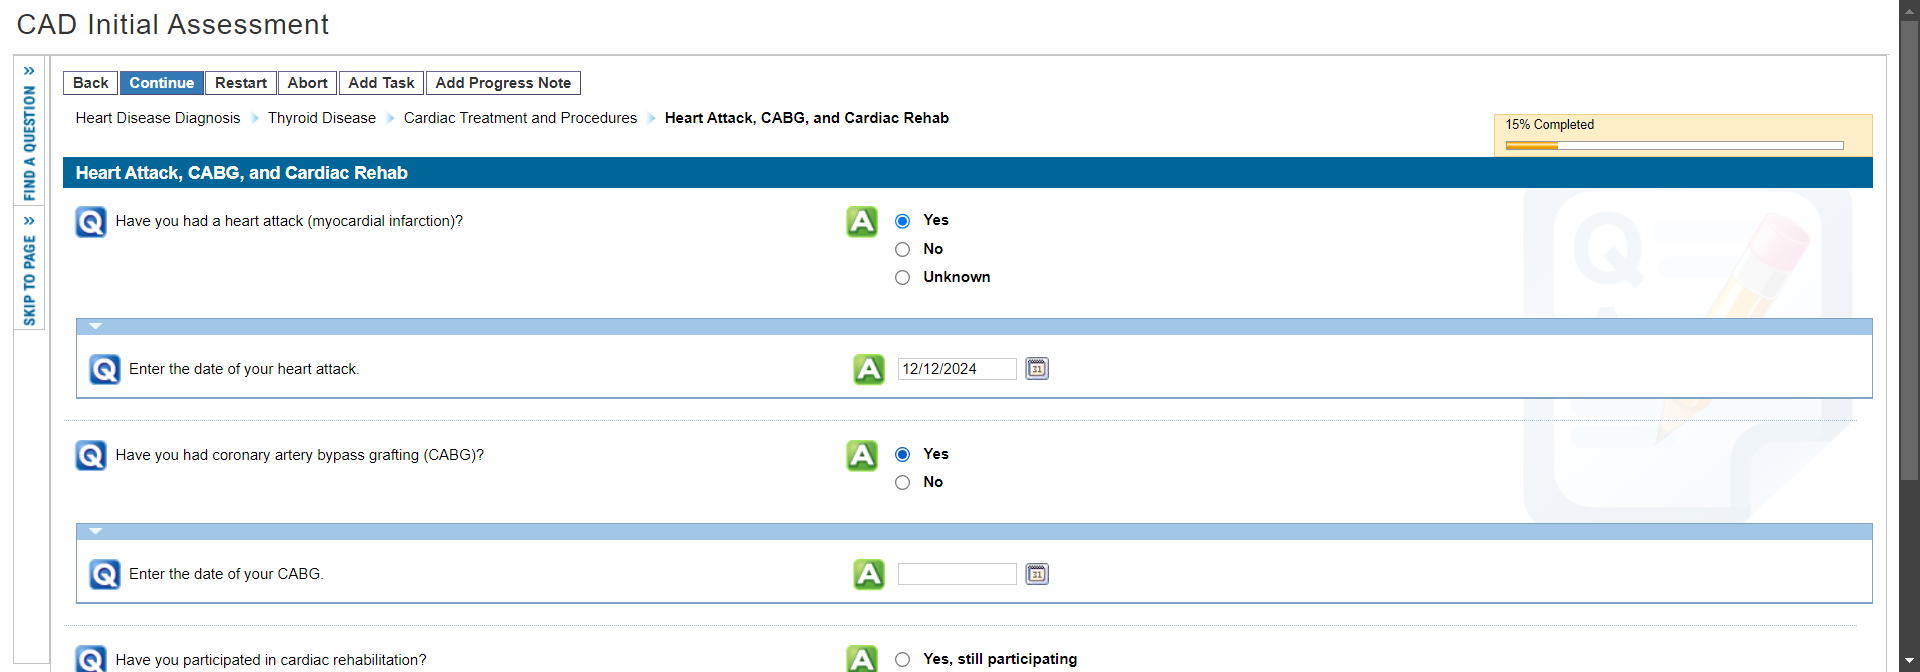 CAD Initial Assessment
» FIND A QUESTION
» SKIP TO PAGE
Back Continue Restart Abort Add Task Add Progress Note
Heart Disease Diagnosis Thyroid Disease Cardiac Treatment and Procedures Heart Attack, CABG, and Cardiac Rehab
15% Completed
Heart Attack, CABG, and Cardiac Rehab
Q Have you had a heart attack (myocardial infarction)? A Yes
No
Unknown
Q Enter the date of your heart attack. A 12/12/2024 31
Q Have you had coronary artery bypass grafting (CABG)? A Yes
No
Q Enter the date of your CABG. A 31
Q Have you participated in cardiac rehabilitation? A Yes, still participating